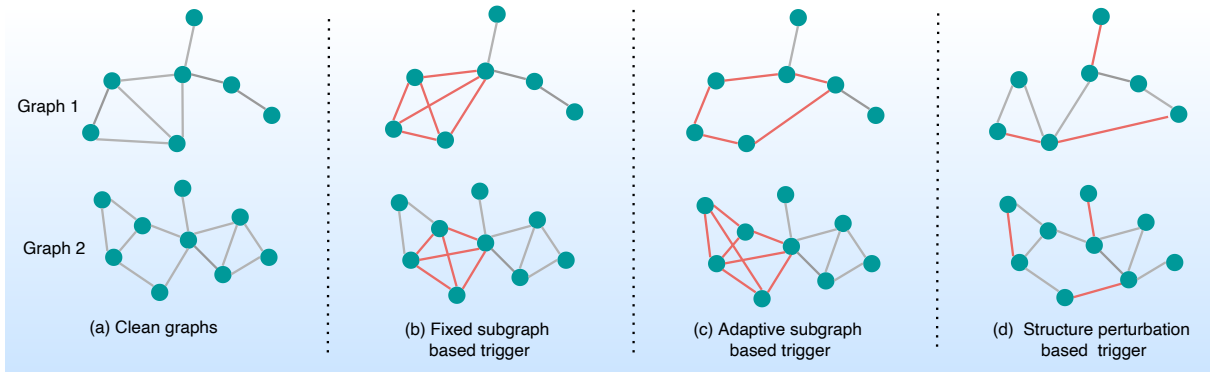 Graph 1
Graph 2
(a) Clean graphs
(b) Fixed subgraph
based trigger
(c) Adaptive subgraph
based trigger
(d) Structure perturbation
based trigger